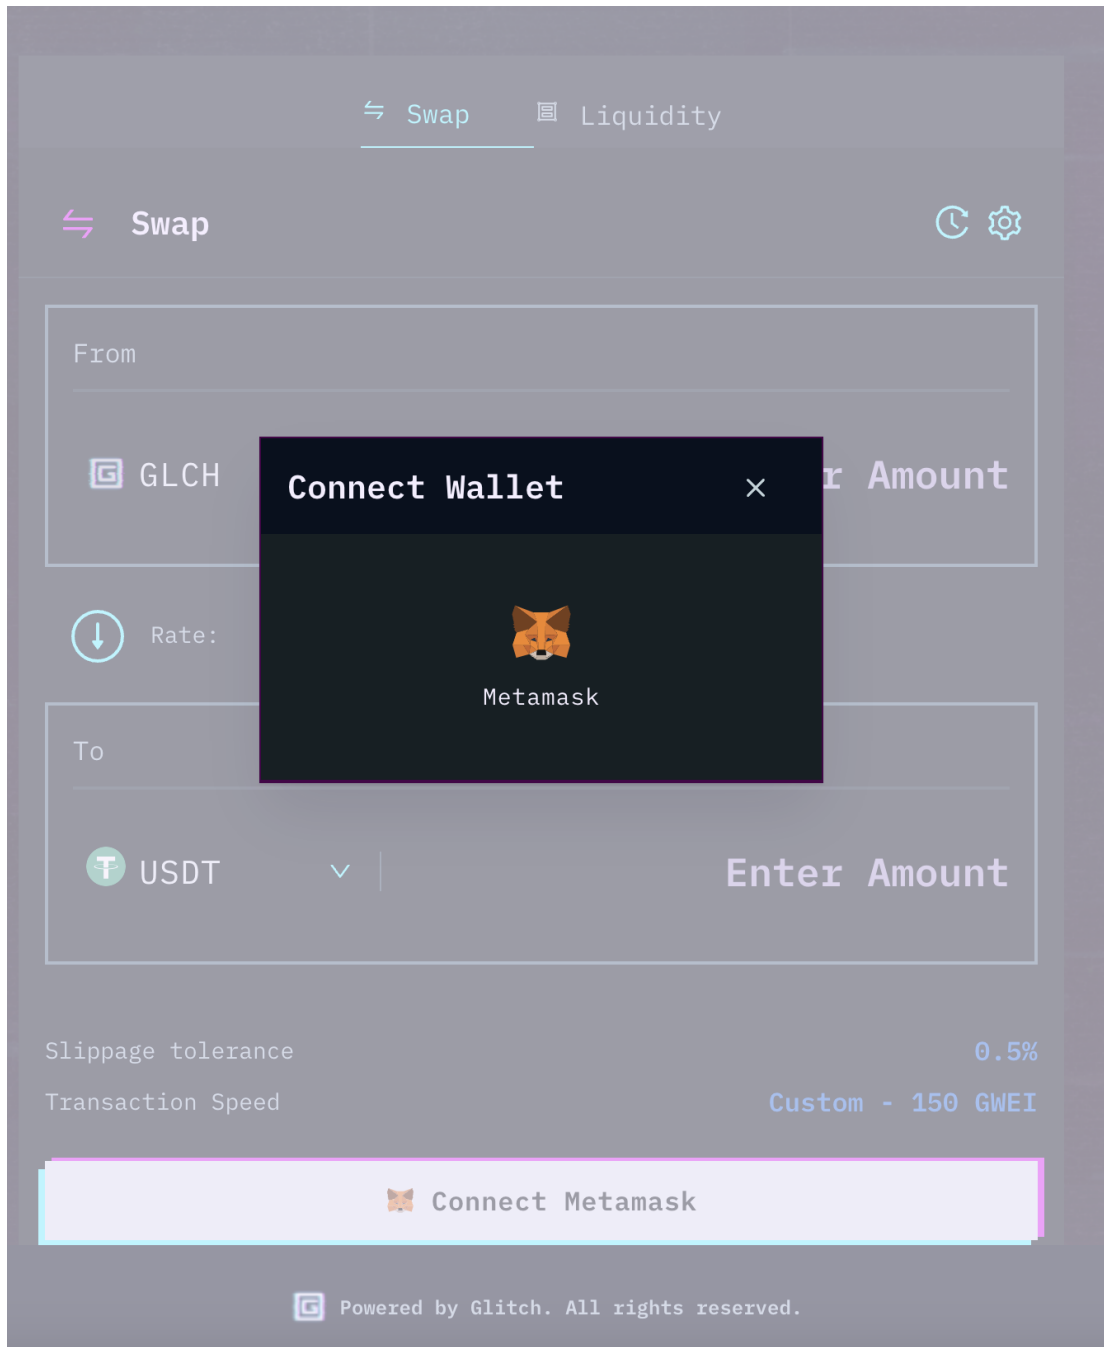 Swap
Liquidity
Swap
From
GLCH
r Amount
Connect Wallet
Metamask
Rate:
To
USDT
Enter Amount
Slippage tolerance
0.5%
Transaction Speed
Custom - 150 GWEI
Connect Metamask
Powered by Glitch. All rights reserved.